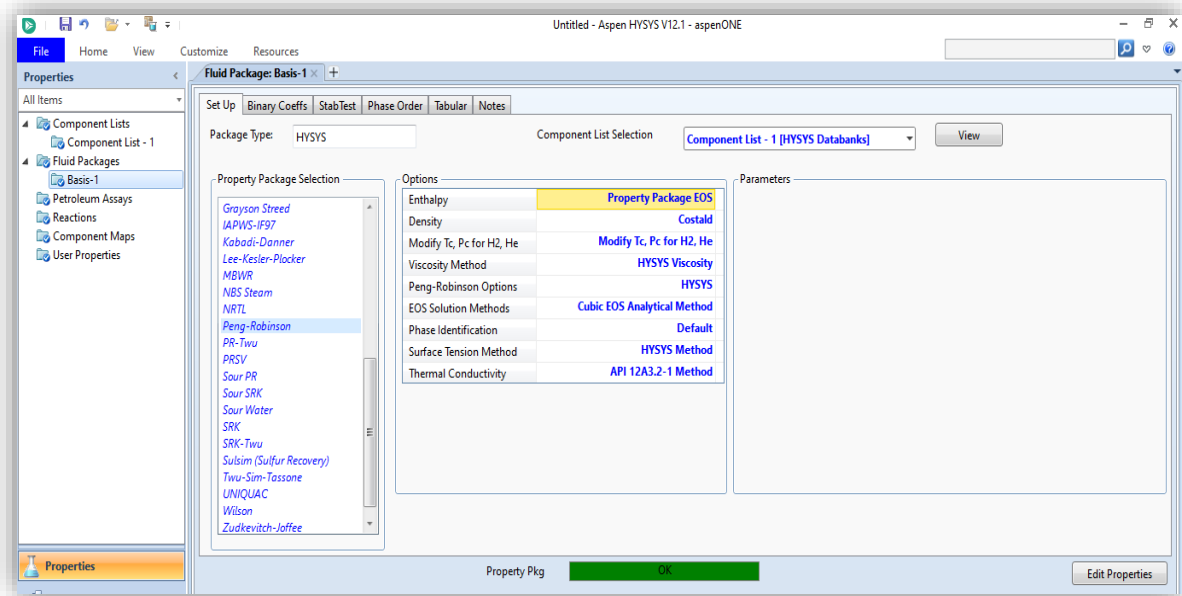 Untitled - Aspen HYSYS V12.1 - aspenONE
File Home View Customize Resources
Properties
All Items
Component Lists
Component List - 1
Fluid Packages
Basis-1
Petroleum Assays
Reactions
Component Maps
User Properties
Properties
Fluid Package: Basis-1
Set Up Binary Coeffs StabTest Phase Order Tabular Notes
Package Type: HYSYS Component List Selection Component List - 1 [HYSYS Databanks] View
Property Package Selection
Grayson Streed
IAPWS-IF97
Kabadi-Danner
Lee-Kesler-Plocker
MBWR
NBS Steam
NRTL
Peng-Robinson
PR-Twu
PRSV
Sour PR
Sour SRK
Sour Water
SRK
SRK-Twu
Sulsim (Sulfur Recovery)
Twu-Sim-Tassone
UNIQUAC
Wilson
Zudkevitch-Joffee
Options
Enthalpy Property Package EOS
Density Costald
Modify Tc, Pc for H2, He Modify Tc, Pc for H2, He
Viscosity Method HYSYS Viscosity
Peng-Robinson Options HYSYS
EOS Solution Methods Cubic EOS Analytical Method
Phase Identification Default
Surface Tension Method HYSYS Method
Thermal Conductivity API 12A3.2-1 Method
Parameters
Property Pkg OK Edit Properties